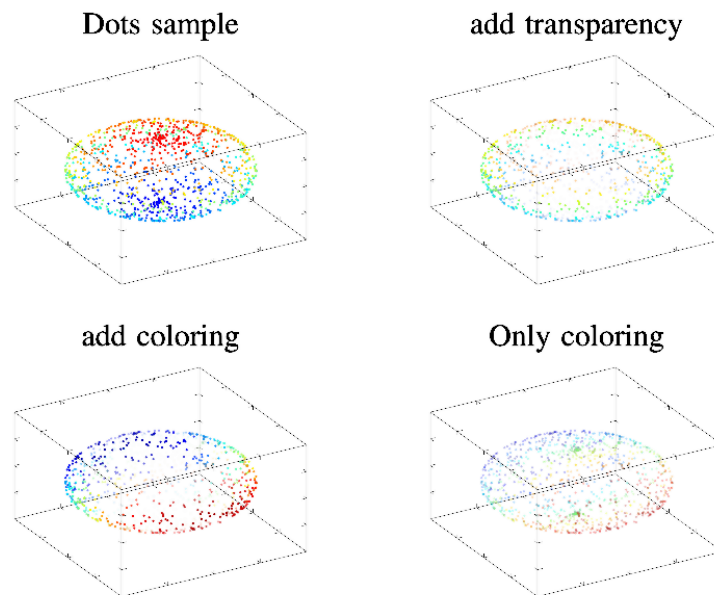 Dots sample
add transparency
add coloring
Only coloring